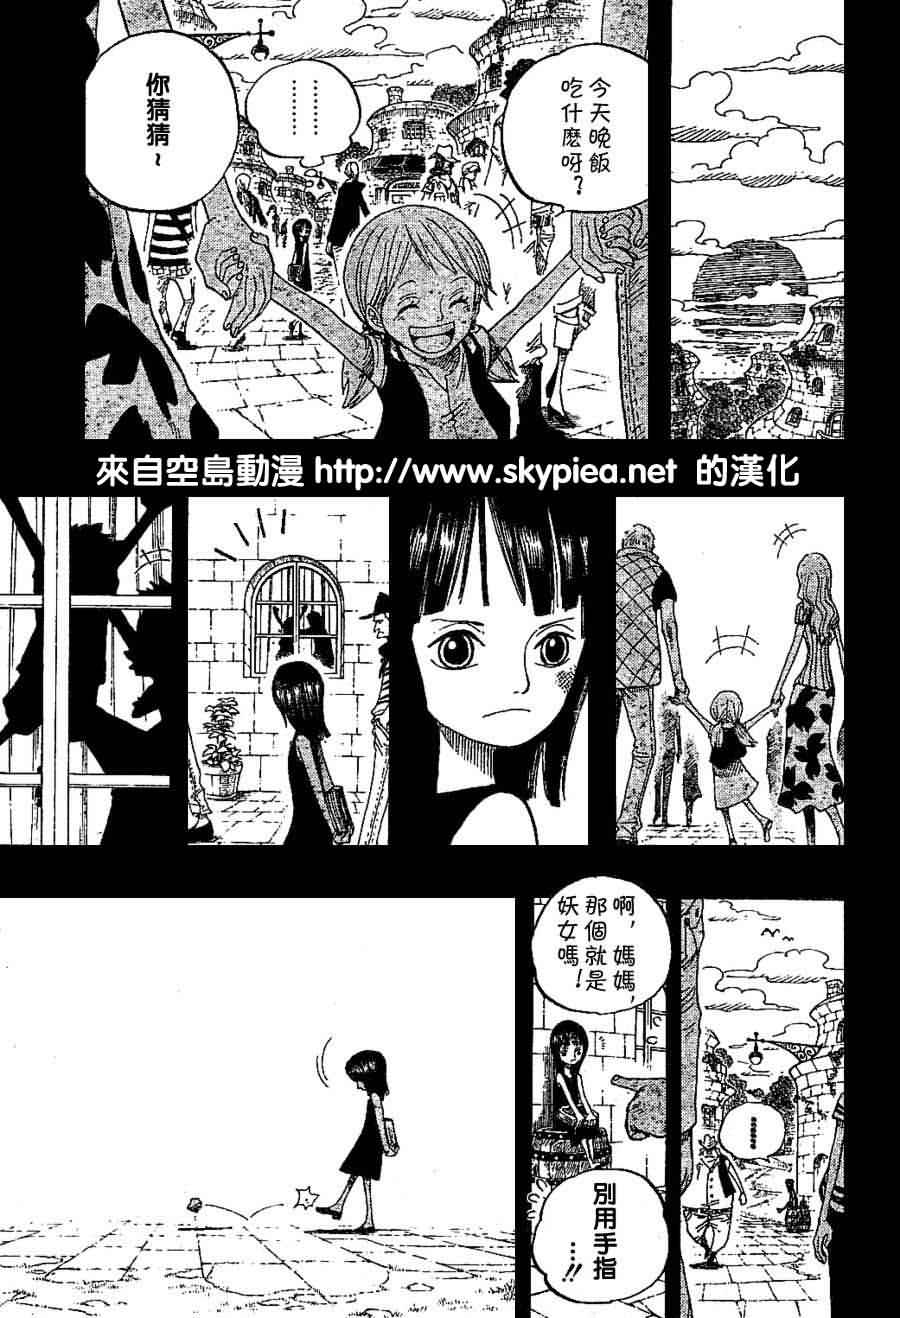 今天晚飯
吃什麼呀?
………
你猜猜~
來自空島動漫 http://www.skypiea.net 的漢化
………
啊,媽媽,
那個就是
妖女嗎!
別用手指
……!!